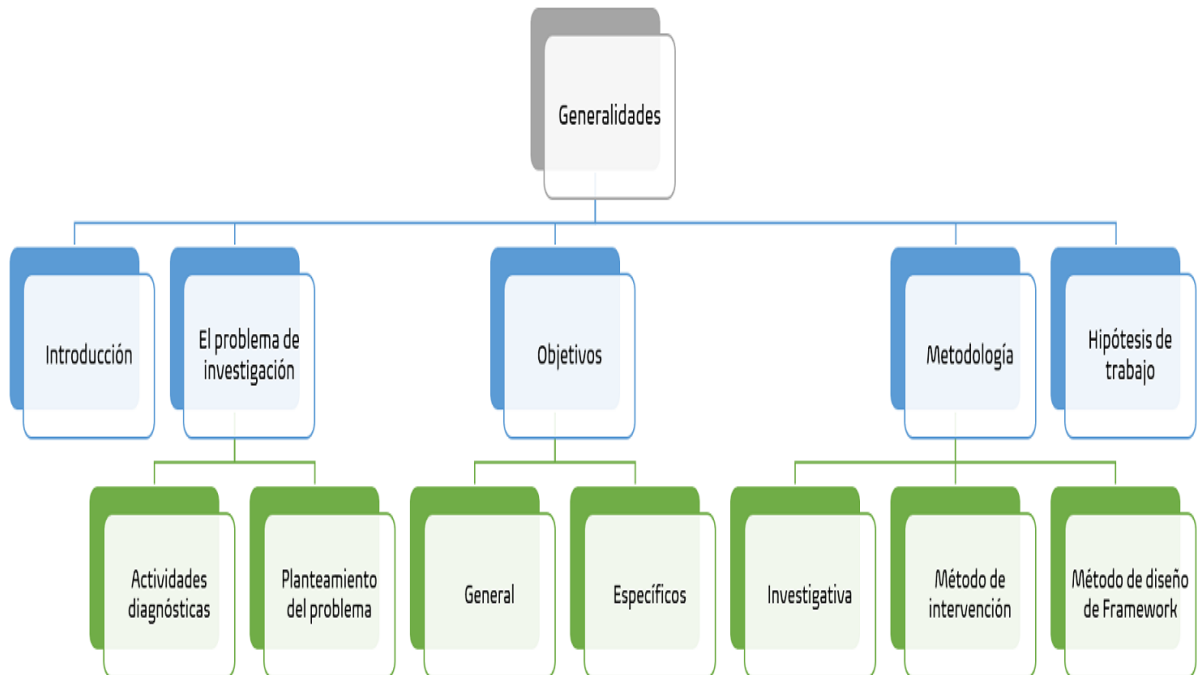 Generalidades
Introducción
El problema de
investigación
Objetivos
Metodología
Hipótesis de
trabajo
Actividades
diagnósticas
Planteamiento
del problema
General
Específicos
Investigativa
Método de
intervención
Método de diseño
de Framework